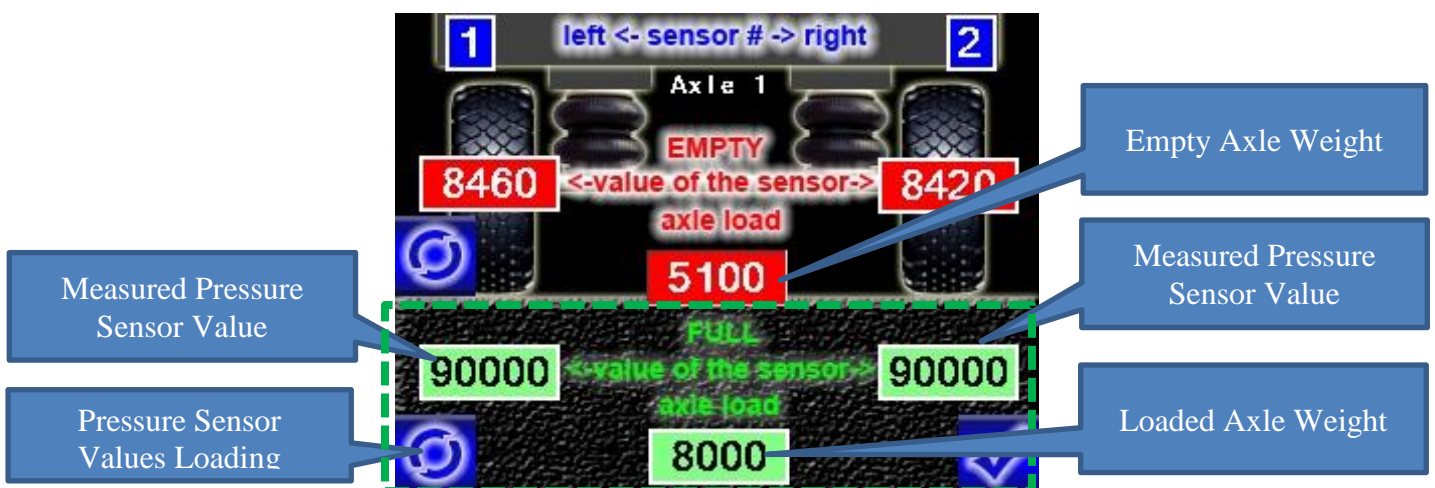 1 left <- sensor # -> right 2
Axle 1
Empty Axle Weight
EMPTY
8460 <-value of the sensor-> 8420
axle load
5100
Measured Pressure
Sensor Value
Measured Pressure
Sensor Value
FULL
90000 <-value of the sensor-> 90000
axle load
8000
Pressure Sensor
Values Loading
Loaded Axle Weight